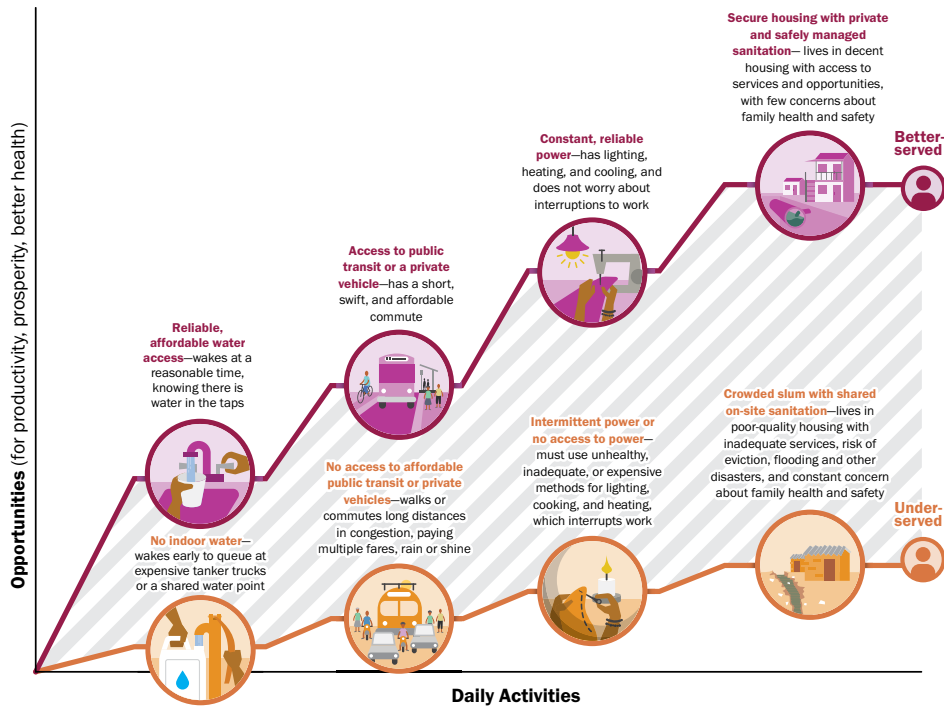 Opportunities (for productivity, prosperity, better health)
Secure housing with private
and safely managed
sanitation— lives in decent
housing with access to
services and opportunities,
with few concerns about
family health and safety
Better-
served
Constant, reliable
power—has lighting,
heating, and cooling, and
does not worry about
interruptions to work
Access to public
transit or a private
vehicle—has a short,
swift, and affordable
commute
Reliable,
affordable water
access—wakes at a
reasonable time,
knowing there is
water in the taps
No indoor water—
wakes early to queue at
expensive tanker trucks
or a shared water point
No access to affordable
public transit or private
vehicles—walks or
commutes long distances
in congestion, paying
multiple fares, rain or shine
Intermittent power or
no access to power—
must use unhealthy,
inadequate, or expensive
methods for lighting,
cooking, and heating,
which interrupts work
Crowded slum with shared
on-site sanitation—lives in
poor-quality housing with
inadequate services, risk of
eviction, flooding and other
disasters, and constant concern
about family health and safety
Under-
served
Daily Activities